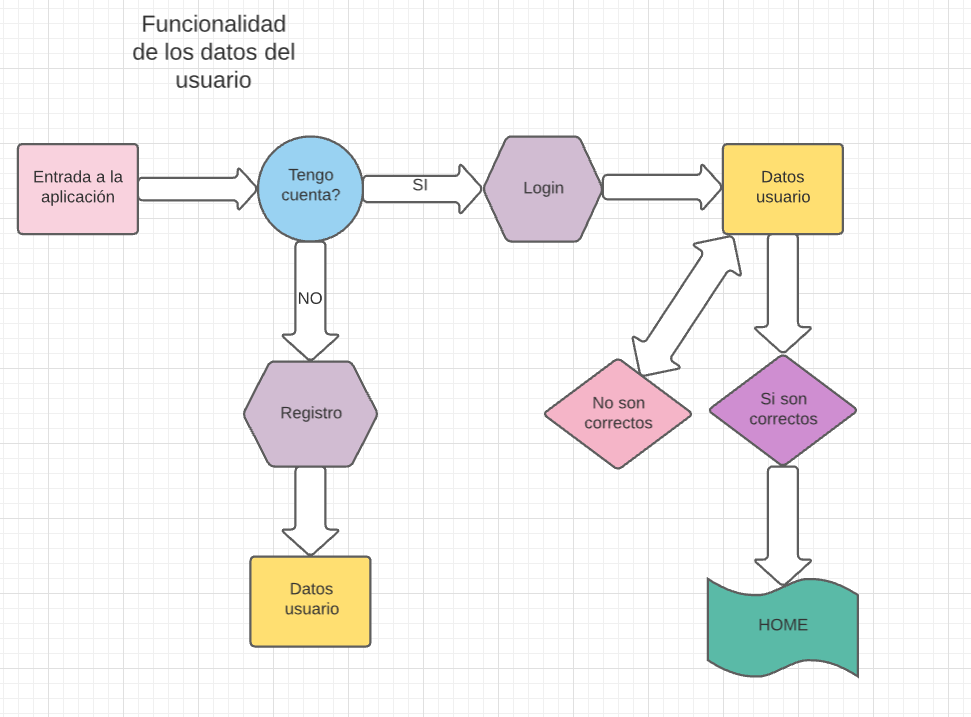 Funcionalidad
de los datos del
usuario
Entrada a la
aplicación
Tengo
cuenta?
SI
Login
Datos
usuario
NO
Registro
No son
correctos
Si son
correctos
Datos
usuario
HOME